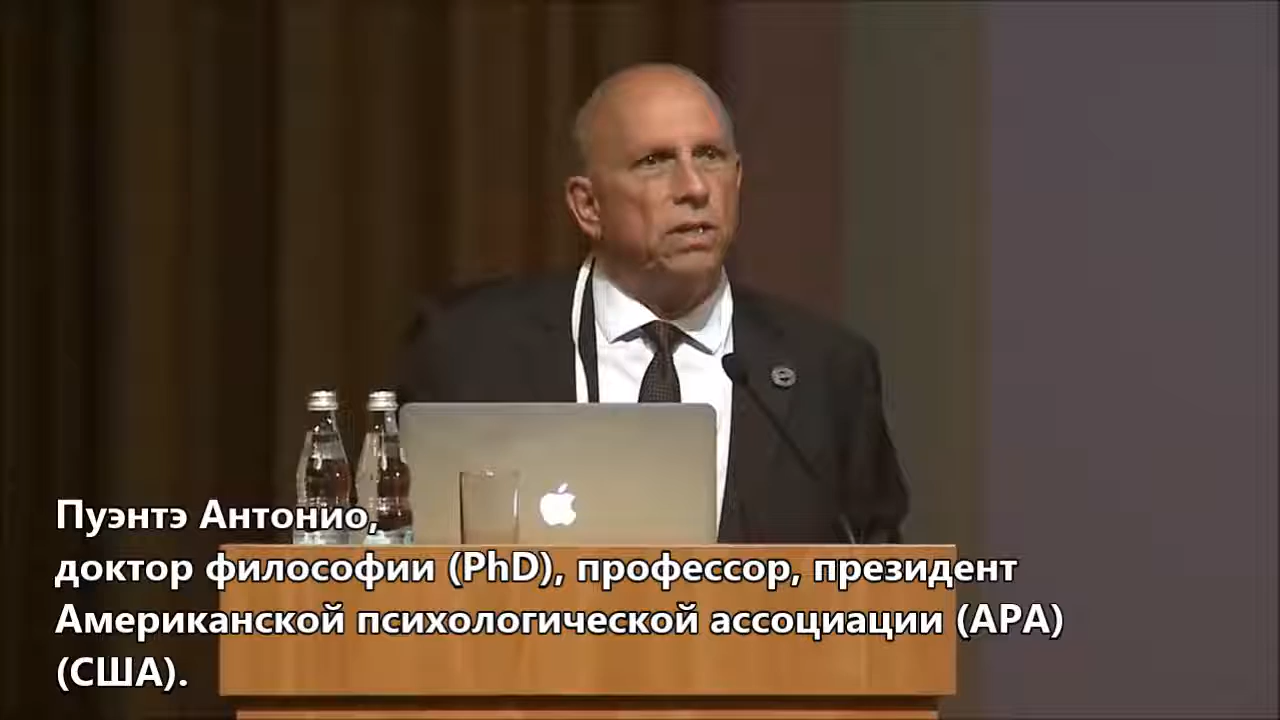 Пуэнтэ Антонио,
доктор философии (PhD), профессор, президент
Американской психологической ассоциации (APA)
(США).